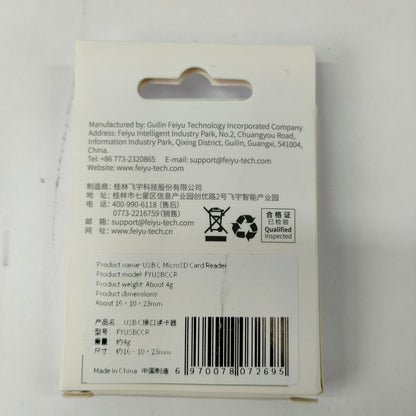 Manufactured by: Guilin Feiyu Technology Incorporated Company
Address: Feiyu Intelligent Industry Park, No.2, Chuangyou Road,
Information Industry Park, Qixing District, Guilin, Guangxi, 541004,
China.
Tel: +86 773-2320865 E-mail: support@feiyu-tech.com
Website: www.feiyu-tech.com
制造商: 桂林飞宇科技股份有限公司
地址: 桂林市七星区信息产业园创优路2号飞宇智能产业园
电话: 400-990-6118 (售后)
0773-2216759 (销售)
邮箱: support@feiyu-tech.com
网址: www.feiyu-tech.cn
合格证
已检验
Qualified
Inspected
Product name: USB C MicroSD Card Reader
Product model: FYUSBCCR
Product weight: About 4g
Product dimensions:
About 16*10*23mm
产品名称: USB C接口读卡器
型号: FYUSBCCR
重量: 约4g
尺寸: 约16*10*23mm
Made in China 中国制造
6 970078 072695